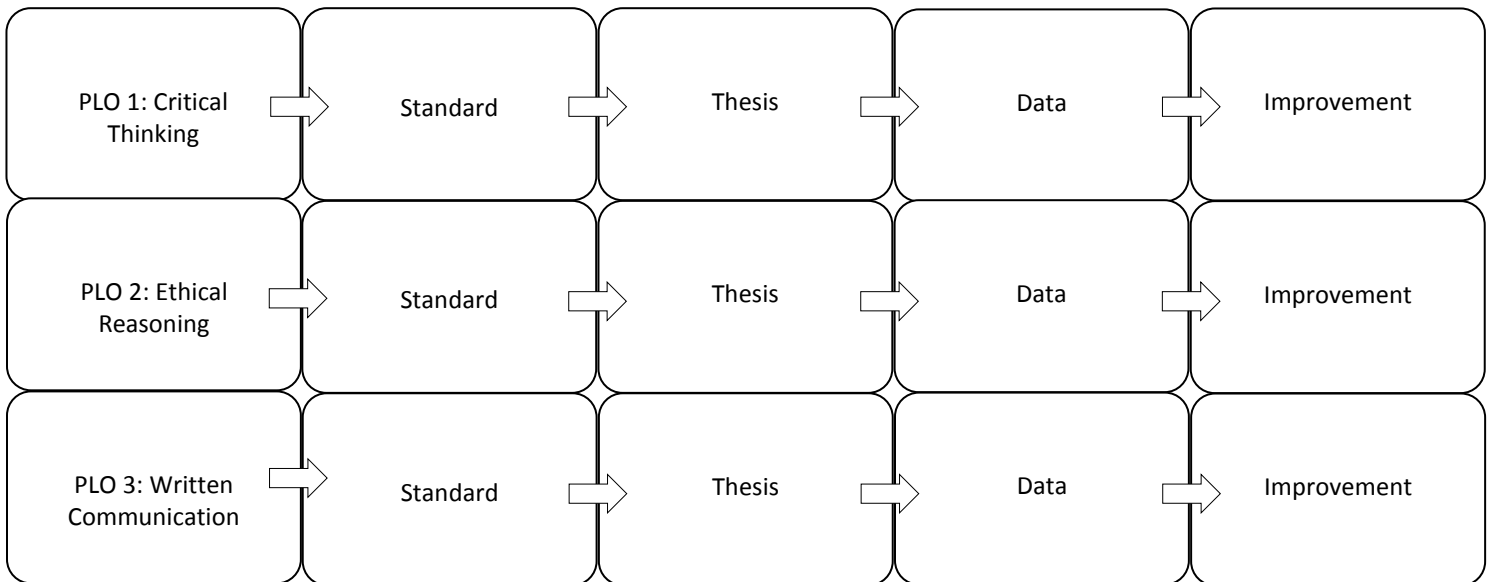 PLO 1: Critical
Thinking
Standard
Thesis
Data
Improvement
PLO 2: Ethical
Reasoning
Standard
Thesis
Data
Improvement
PLO 3: Written
Communication
Standard
Thesis
Data
Improvement